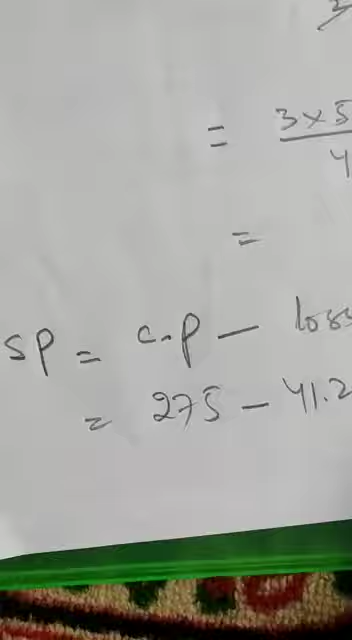 = 3×5
4
=
SP = C.P – loss
= 275 – 41.2